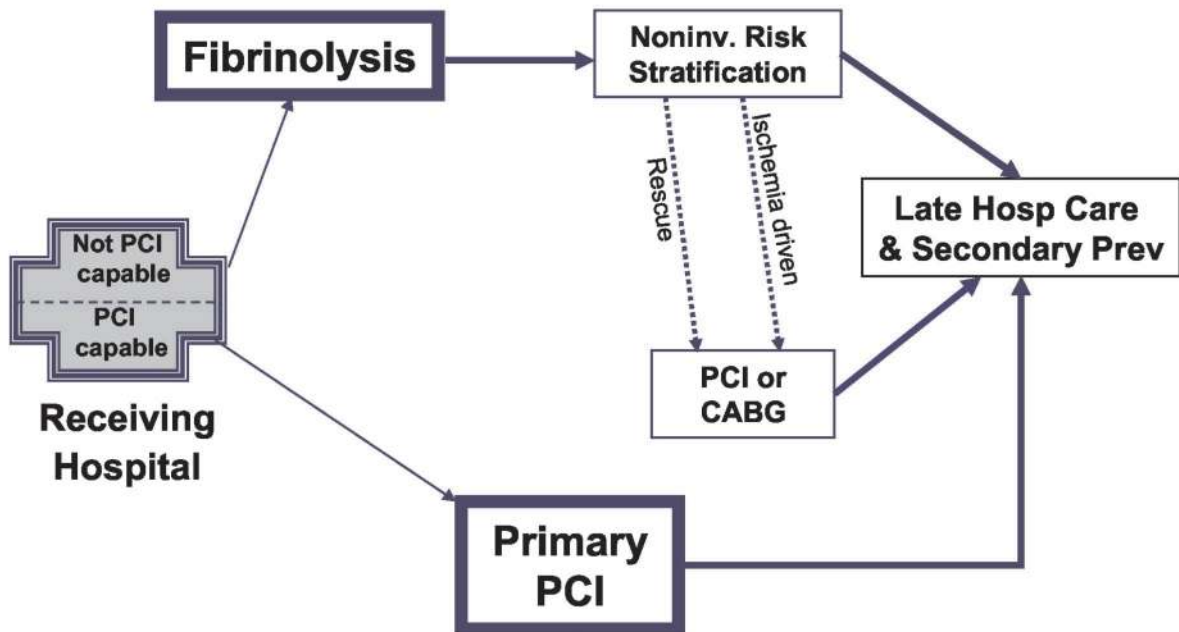 Fibrinolysis
Noninv. Risk
Stratification
Rescue
Ischemia driven
Late Hosp Care
& Secondary Prev
Not PCI
capable
PCI
capable
Receiving
Hospital
PCI or
CABG
Primary
PCI